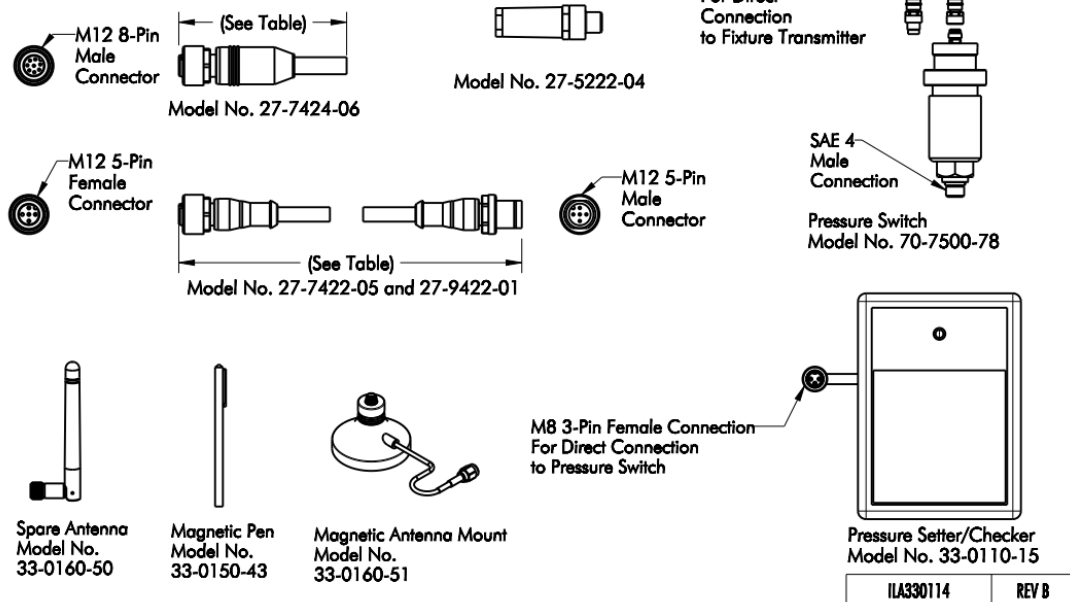 (See Table)
M12 8-Pin
Male
Connector
Model No. 27-7424-06
Model No. 27-5222-04
For Direct
Connection
to Fixture Transmitter
SAE 4
Male
Connection
Pressure Switch
Model No. 70-7500-78
M12 5-Pin
Female
Connector
M12 5-Pin
Male
Connector
(See Table)
Model No. 27-7422-05 and 27-9422-01
M8 3-Pin Female Connection
For Direct Connection
to Pressure Switch
Spare Antenna
Model No.
33-0160-50
Magnetic Pen
Model No.
33-0150-43
Magnetic Antenna Mount
Model No.
33-0160-51
Pressure Setter/Checker
Model No. 33-0110-15
ILA330114
REV B